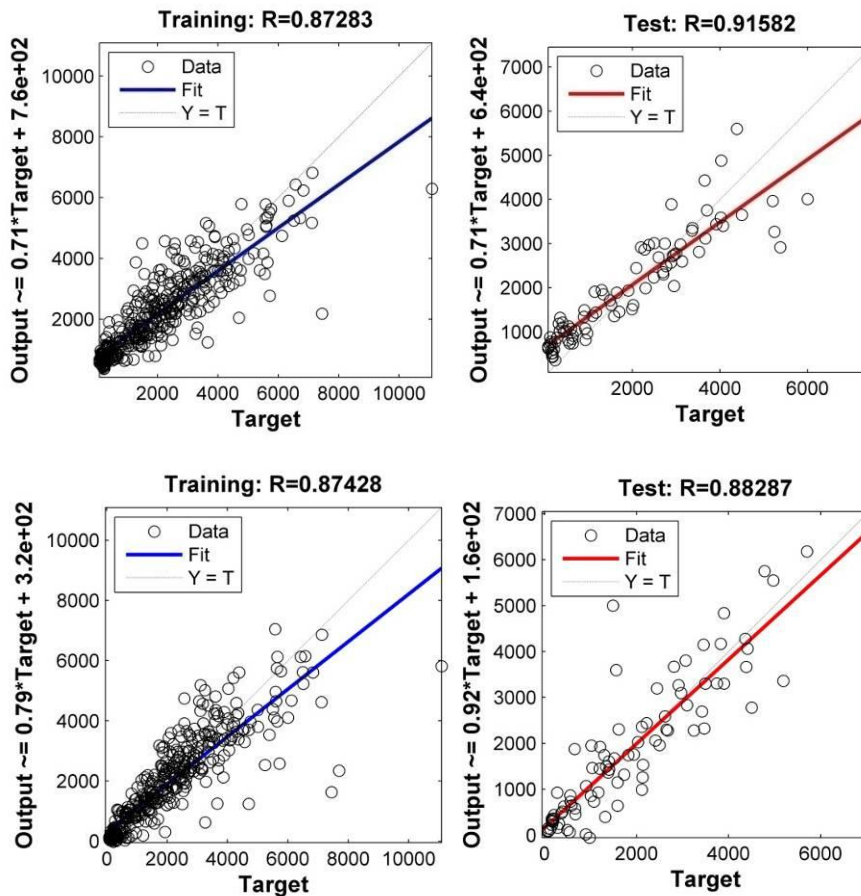 Training: R=0.87283
Output ~= 0.71*Target + 7.6e+02
10000
8000
6000
4000
2000
Data
Fit
Y = T
2000 4000 6000 8000 10000
Target
Test: R=0.91582
Output ~= 0.71*Target + 6.4e+02
7000
6000
5000
4000
3000
2000
1000
Data
Fit
Y = T
2000 4000 6000
Target
Training: R=0.87428
Output ~= 0.79*Target + 3.2e+02
10000
8000
6000
4000
2000
0
Data
Fit
Y = T
0 2000 4000 6000 8000 10000
Target
Test: R=0.88287
Output ~= 0.92*Target + 1.6e+02
7000
6000
5000
4000
3000
2000
1000
0
Data
Fit
Y = T
0 2000 4000 6000
Target